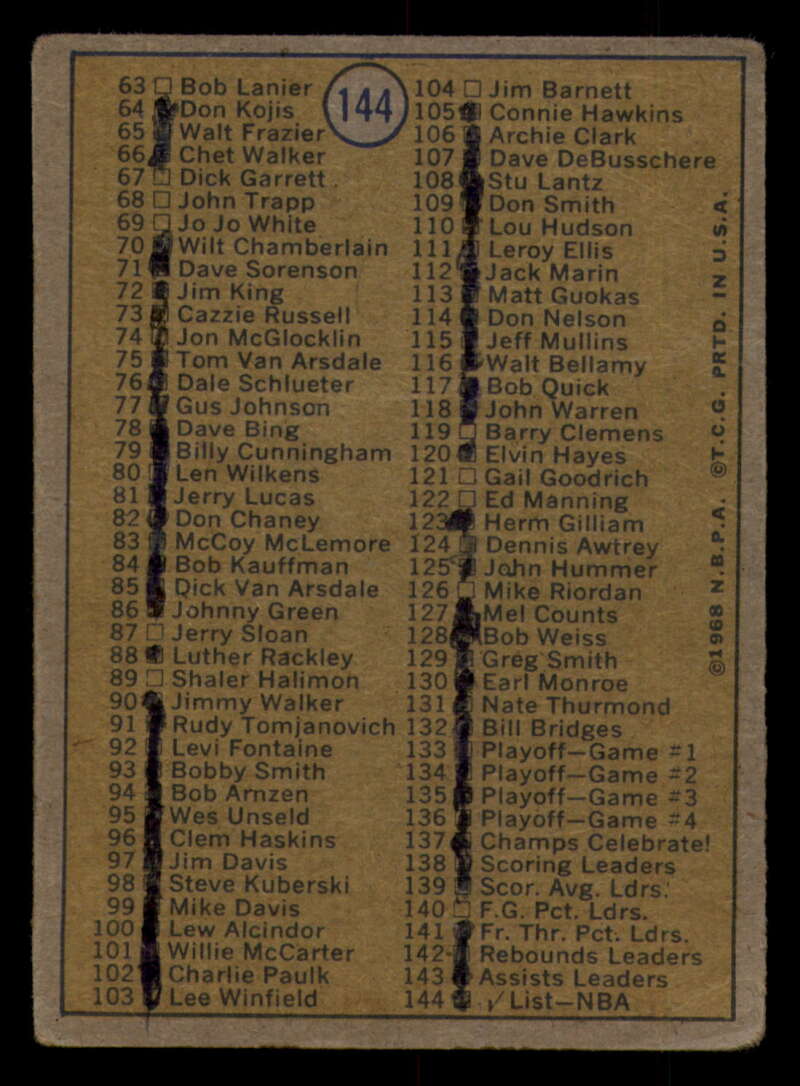 144
63 □ Bob Lanier
64 Don Kojis
65 Walt Frazier
66 Chet Walker
67 □ Dick Garrett
68 □ John Trapp
69 □ Jo Jo White
70 Wilt Chamberlain
71 Dave Sorenson
72 Jim King
73 Cazzie Russell
74 Jon McGlocklin
75 Tom Van Arsdale
76 Dale Schlueter
77 Gus Johnson
78 Dave Bing
79 Billy Cunningham
80 Len Wilkens
81 Jerry Lucas
82 Don Chaney
83 McCoy McLemore
84 Bob Kauffman
85 Dick Van Arsdale
86 Johnny Green
87 □ Jerry Sloan
88 Luther Rackley
89 □ Shaler Halimon
90 Jimmy Walker
91 Rudy Tomjanovich
92 Levi Fontaine
93 Bobby Smith
94 Bob Arnzen
95 Wes Unseld
96 Clem Haskins
97 Jim Davis
98 Steve Kuberski
99 Mike Davis
100 Lew Alcindor
101 Willie McCarter
102 Charlie Paulk
103 Lee Winfield
104 □ Jim Barnett
105 Connie Hawkins
106 Archie Clark
107 Dave DeBusschere
108 Stu Lantz
109 Don Smith
110 Lou Hudson
111 Leroy Ellis
112 Jack Marin
113 Matt Guokas
114 Don Nelson
115 Jeff Mullins
116 Walt Bellamy
117 Bob Quick
118 John Warren
119 □ Barry Clemens
120 Elvin Hayes
121 □ Gail Goodrich
122 □ Ed Manning
123 Herm Gilliam
124 Dennis Awtrey
125 John Hummer
126 □ Mike Riordan
127 Mel Counts
128 Bob Weiss
129 Greg Smith
130 Earl Monroe
131 Nate Thurmond
132 Bill Bridges
133 Playoff—Game #1
134 Playoff—Game #2
135 Playoff—Game #3
136 Playoff—Game #4
137 Champs Celebrate!
138 Scoring Leaders
139 Scor. Avg. Ldrs.
140 □ F.G. Pct. Ldrs.
141 Fr. Thr. Pct. Ldrs.
142 Rebounds Leaders
143 Assists Leaders
144 ✓ List—NBA
©1968 N.B.P.A. ©T.C.G. PRTD. IN U.S.A.